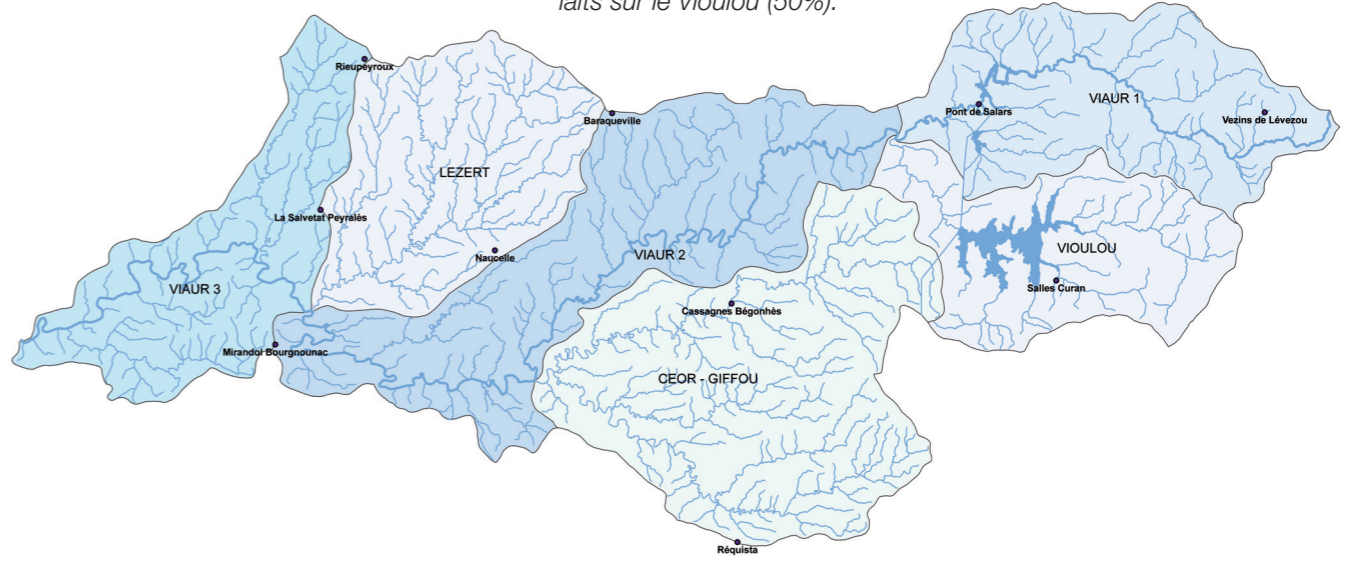 faits sur le Vioulou (50%).
Rieupeyroux
Pont de Salars
VIAUR 1
Vezins de Lévezou
Baraqueville
LEZERT
La Salvetat Peyralès
Naucelle
VIAUR 2
VIOULOU
Salles Curan
VIAUR 3
Cassagnes Bégonhès
Mirandol Bourgnounac
CEOR - GIFFOU
Réquista